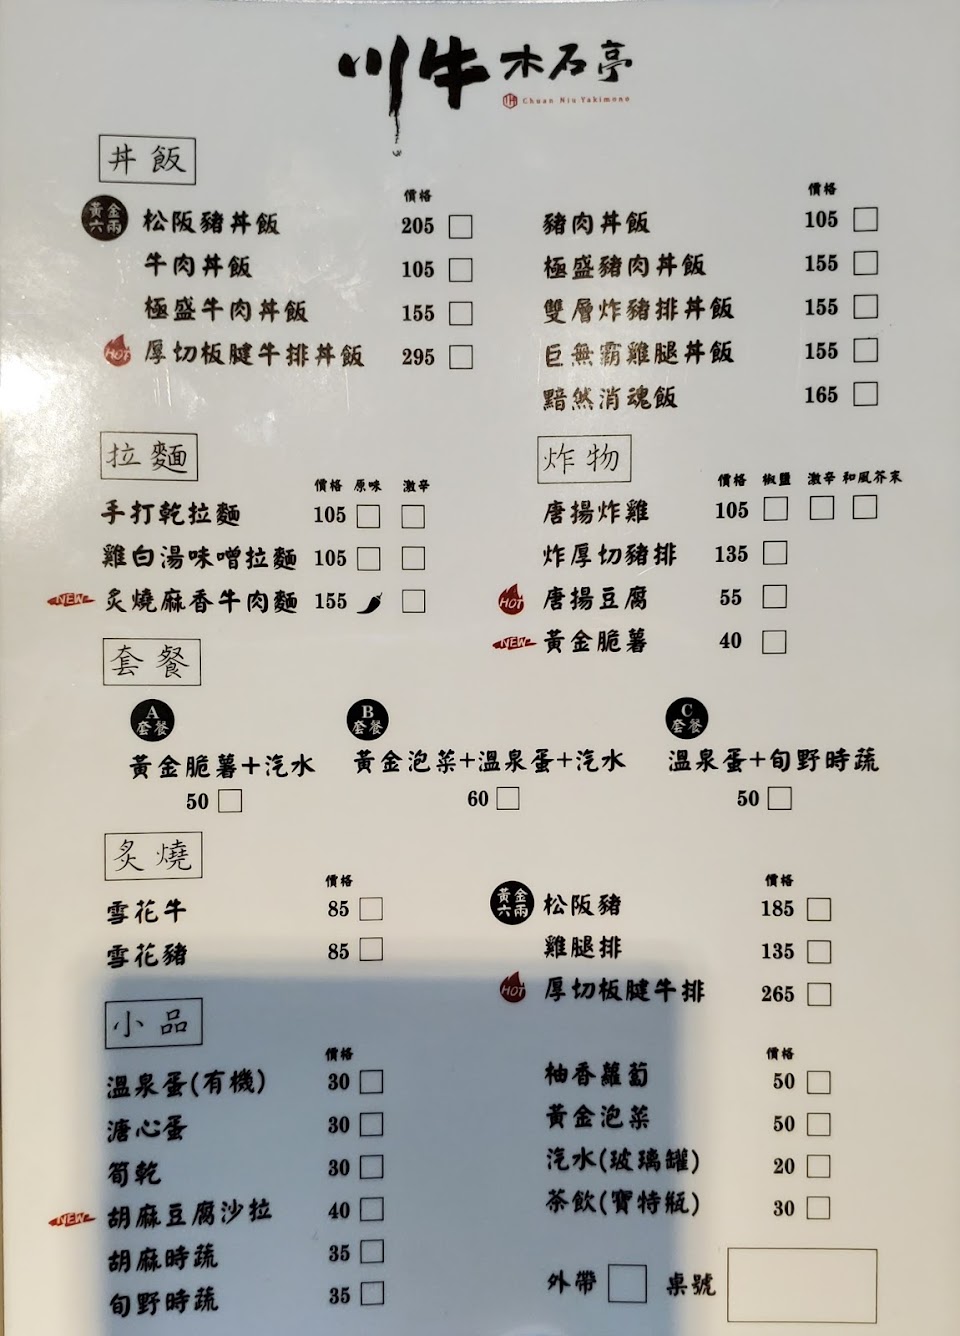 川牛 木石亭
Chuan Niu Yakimono
丼飯
價格
黃金六兩 松阪豬丼飯 205
牛肉丼飯 105
極盛牛肉丼飯 155
HOT 厚切板腱牛排丼飯 295
價格
豬肉丼飯 105
極盛豬肉丼飯 155
雙層炸豬排丼飯 155
巨無霸雞腿丼飯 155
黯然消魂飯 165
拉麵
價格 原味 激辛
手打乾拉麵 105
雞白湯味噌拉麵 105
NEW 炙燒麻香牛肉麵 155
炸物
價格 椒鹽 激辛 和風芥末
唐揚炸雞 105
炸厚切豬排 135
HOT 唐揚豆腐 55
NEW 黃金脆薯 40
套餐
A套餐
黃金脆薯+汽水
50
B套餐
黃金泡菜+溫泉蛋+汽水
60
C套餐
溫泉蛋+旬野時蔬
50
炙燒
價格
雪花牛 85
雪花豬 85
價格
黃金六兩 松阪豬 185
雞腿排 135
HOT 厚切板腱牛排 265
小品
價格
溫泉蛋(有機) 30
溏心蛋 30
筍乾 30
NEW 胡麻豆腐沙拉 40
胡麻時蔬 35
旬野時蔬 35
價格
柚香蘿蔔 50
黃金泡菜 50
汽水(玻璃罐) 20
茶飲(寶特瓶) 30
外帶 桌號